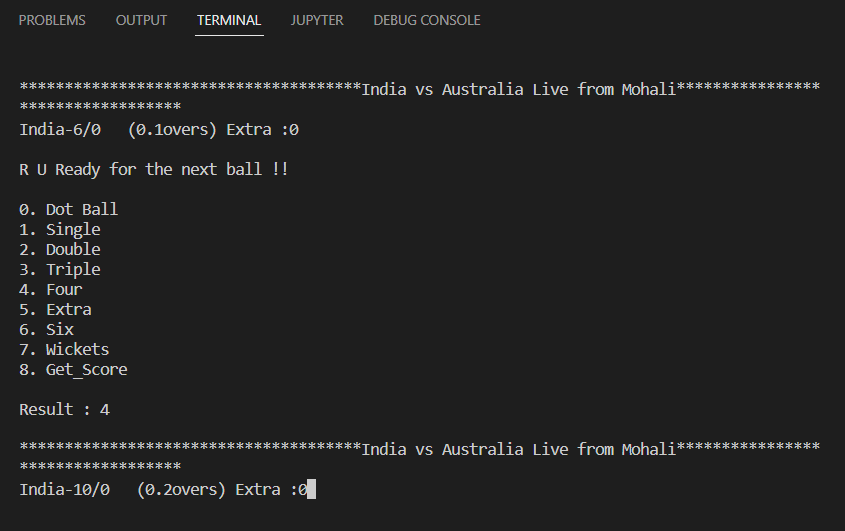 PROBLEMS OUTPUT TERMINAL JUPYTER DEBUG CONSOLE
**************************************India vs Australia Live from Mohali****************
******************
India-6/0   (0.1overs) Extra :0
R U Ready for the next ball !!
0. Dot Ball
1. Single
2. Double
3. Triple
4. Four
5. Extra
6. Six
7. Wickets
8. Get_Score
Result : 4
**************************************India vs Australia Live from Mohali****************
******************
India-10/0   (0.2overs) Extra :0